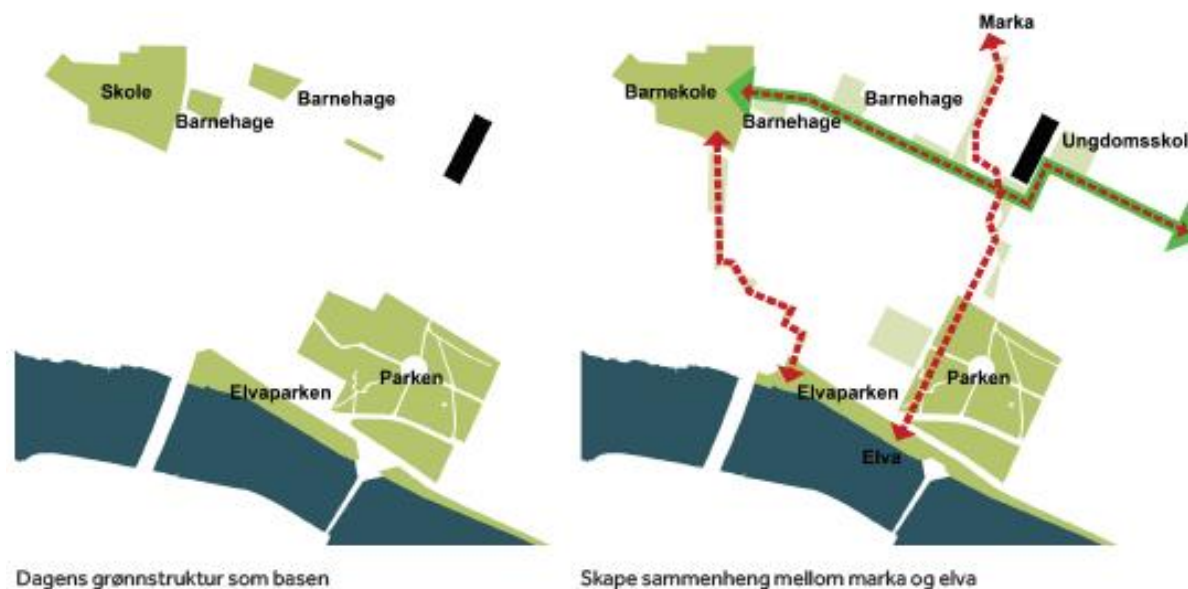 Skole
Barnehage
Barnehage
Elvaparken
Parken
Dagens grønnstruktur som basen
Marka
Barnekole
Barnehage
Barnehage
Ungdomsskol
Elvaparken
Parken
Elva
Skape sammenheng mellom marka og elva